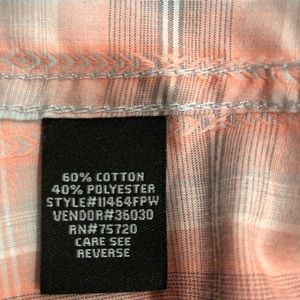 60% COTTON
40% POLYESTER
STYLE#11464FPW
VENDOR#36030
RN#75720
CARE SEE
REVERSE